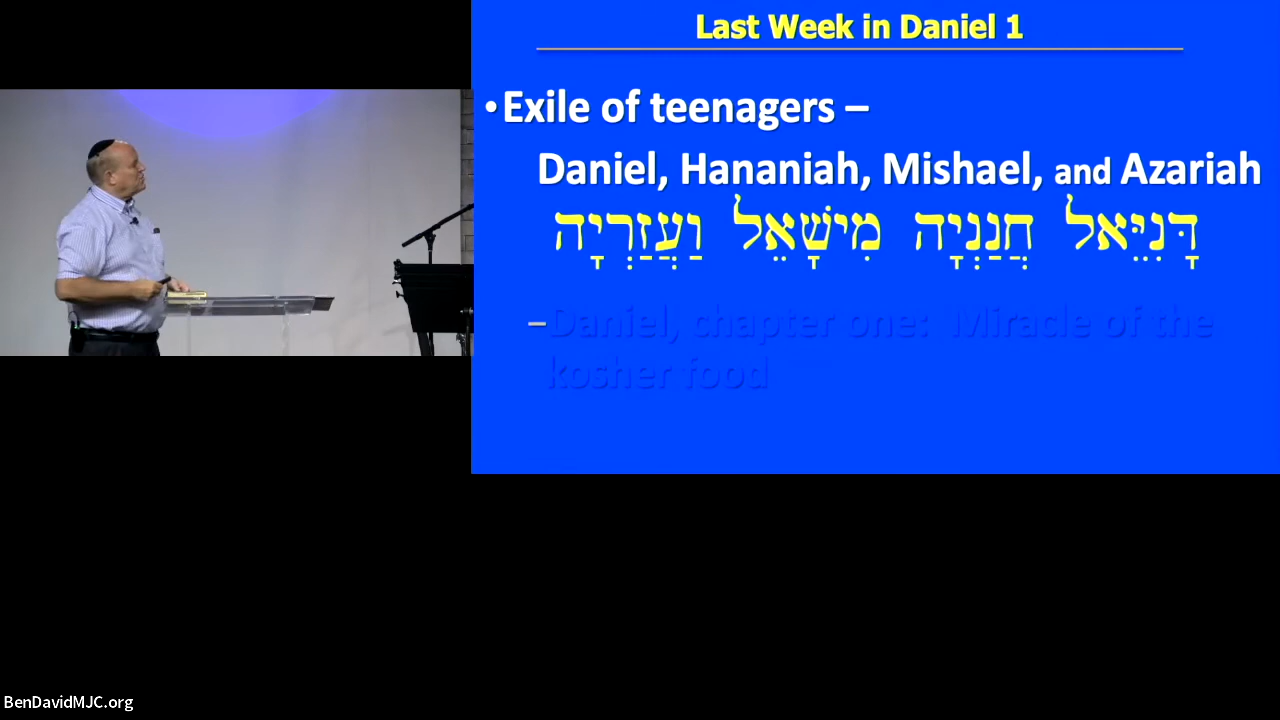 Last Week in Daniel 1
•Exile of teenagers –
Daniel, Hananiah, Mishael, and Azariah
דָּנִיֵּאל חֲנַנְיָה מִישָׁאֵל וַעֲזַרְיָה
–Daniel, chapter one: Miracle of the
kosher food
BenDavidMJC.org